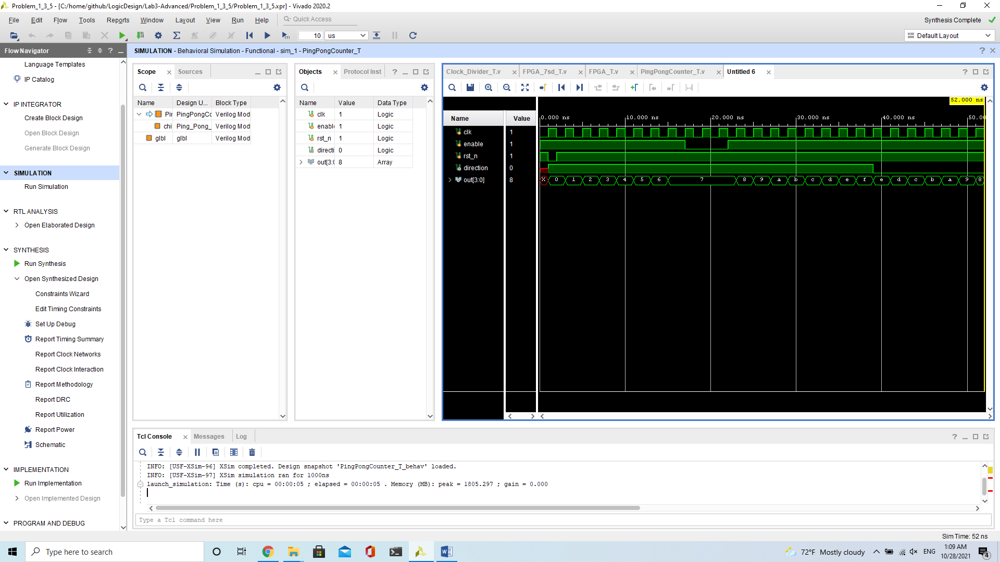 Problem_1_3_5 - [C:/home/github/LogicDesign/Lab3-Advanced/Problem_1_3_5/Problem_1_3_5.xpr] - Vivado 2020.2
File Edit Flow Tools Reports Window Layout View Run Help Quick Access
Synthesis Complete
10 us
Default Layout
Flow Navigator
SIMULATION - Behavioral Simulation - Functional - sim_1 - PingPongCounter_T
Language Templates
IP Catalog
IP INTEGRATOR
Create Block Design
Open Block Design
Generate Block Design
SIMULATION
Run Simulation
RTL ANALYSIS
Open Elaborated Design
SYNTHESIS
Run Synthesis
Open Synthesized Design
Constraints Wizard
Edit Timing Constraints
Set Up Debug
Report Timing Summary
Report Clock Networks
Report Clock Interaction
Report Methodology
Report DRC
Report Utilization
Report Power
Schematic
IMPLEMENTATION
Run Implementation
Open Implemented Design
PROGRAM AND DEBUG
Scope Sources
Name Design U... Block Type
Pin PingPongCo Verilog Modu
chi Ping_Pong_ Verilog Modu
glbl glbl Verilog Modu
Objects Protocol Inst
Name Value Data Type
clk 1 Logic
enabl 1 Logic
rst_n 1 Logic
directi 0 Logic
out[3:0 8 Array
Clock_Divider_T.v FPGA_7sd_T.v FPGA_T.v PingPongCounter_T.v Untitled 6
52.000 ns
Name Value
0.000 ns 10.000 ns 20.000 ns 30.000 ns 40.000 ns 50.00
clk 1
enable 1
rst_n 1
direction 0
out[3:0] 8 X 0 1 2 3 4 5 6 7 8 9 a b c d e f e d c b a 9 8
Tcl Console Messages Log
INFO: [USF-XSim-96] XSim completed. Design snapshot 'PingPongCounter_T_behav' loaded.
INFO: [USF-XSim-97] XSim simulation ran for 1000ns
launch_simulation: Time (s): cpu = 00:00:05 ; elapsed = 00:00:05 . Memory (MB): peak = 1805.297 ; gain = 0.000
Type a Tcl command here
Sim Time: 52 ns
Type here to search
72°F Mostly cloudy
ENG
1:09 AM
10/28/2021
4